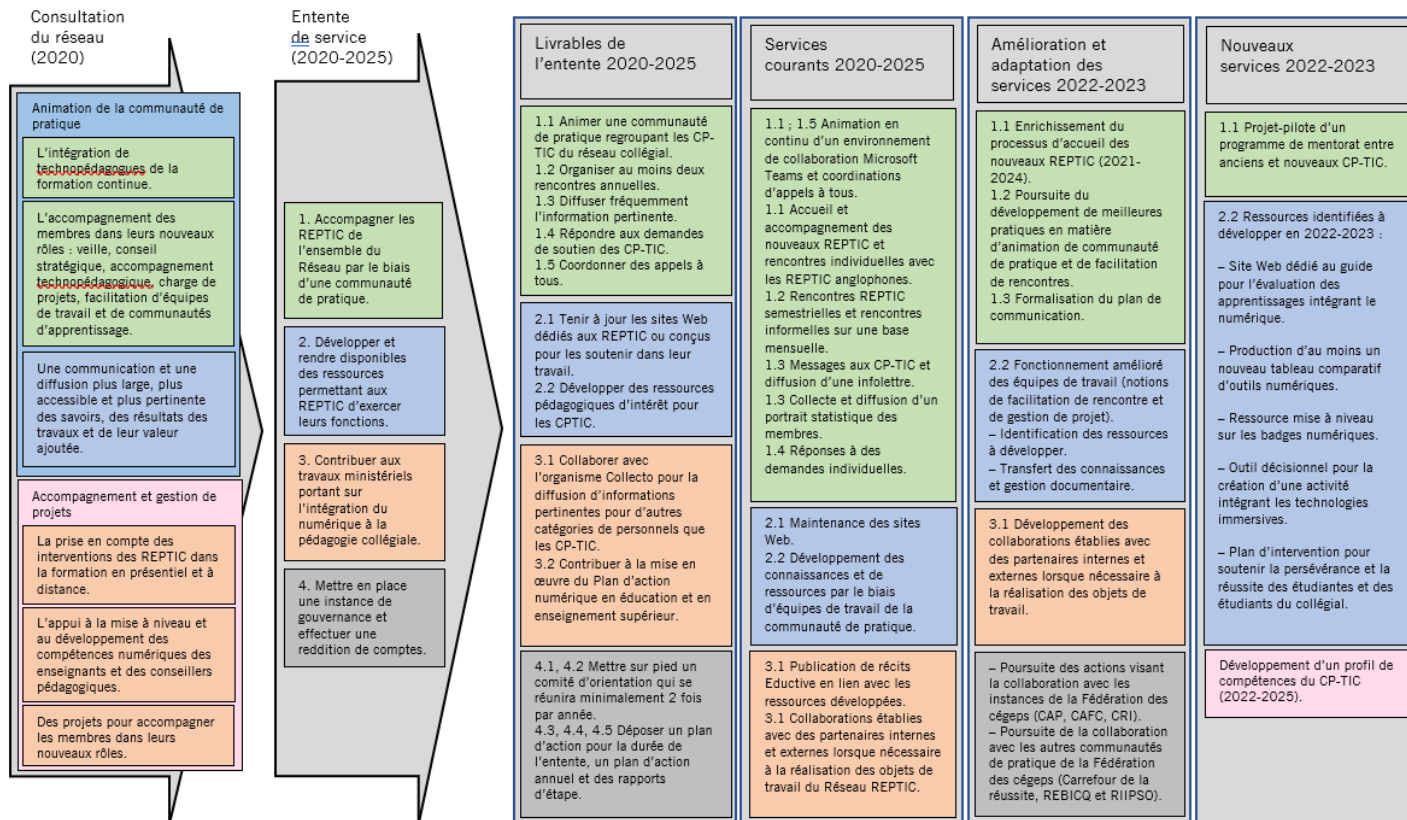 Consultation
du réseau
(2020)
Animation de la communauté de
pratique
L'intégration de
technopédagogues de la
formation continue.
L'accompagnement des
membres dans leurs nouveaux
rôles : veille, conseil
stratégique, accompagnement
technopédagogique, charge de
projets, facilitation d'équipes
de travail et de communautés
d'apprentissage.
Une communication et une
diffusion plus large, plus
accessible et plus pertinente
des savoirs, des résultats des
travaux et de leur valeur
ajoutée.
Accompagnement et gestion de
projets
La prise en compte des
interventions des REPTIC dans
la formation en présentiel et à
distance.
L'appui à la mise à niveau et
au développement des
compétences numériques des
enseignants et des conseillers
pédagogiques.
Des projets pour accompagner
les membres dans leurs
nouveaux rôles.
Entente
de service
(2020-2025)
1. Accompagner les
REPTIC de
l'ensemble du
Réseau par le biais
d'une communauté
de pratique.
2. Développer et
rendre disponibles
des ressources
permettant aux
REPTIC d'exercer
leurs fonctions.
3. Contribuer aux
travaux ministériels
portant sur
l'intégration du
numérique à la
pédagogie collégiale.
4. Mettre en place
une instance de
gouvernance et
effectuer une
reddition de comptes.
Livrables de
l'entente 2020-2025
1.1 Animer une communauté
de pratique regroupant les CP-
TIC du réseau collégial.
1.2 Organiser au moins deux
rencontres annuelles.
1.3 Diffuser fréquemment
l'information pertinente.
1.4 Répondre aux demandes
de soutien des CP-TIC.
1.5 Coordonner des appels à
tous.
2.1 Tenir à jour les sites Web
dédiés aux REPTIC ou conçus
pour les soutenir dans leur
travail.
2.2 Développer des ressources
pédagogiques d'intérêt pour
les CPTIC.
3.1 Collaborer avec
l'organisme Collecto pour la
diffusion d'informations
pertinentes pour d'autres
catégories de personnels que
les CP-TIC.
3.2 Contribuer à la mise en
œuvre du Plan d'action
numérique en éducation et en
enseignement supérieur.
4.1, 4.2 Mettre sur pied un
comité d'orientation qui se
réunira minimalement 2 fois
par année.
4.3, 4.4, 4.5 Déposer un plan
d'action pour la durée de
l'entente, un plan d'action
annuel et des rapports
d'étape.
Services
courants 2020-2025
1.1 ; 1.5 Animation en
continu d'un environnement
de collaboration Microsoft
Teams et coordinations
d'appels à tous.
1.1 Accueil et
accompagnement des
nouveaux REPTIC et
rencontres individuelles avec
les REPTIC anglophones.
1.2 Rencontres REPTIC
semestrielles et rencontres
informelles sur une base
mensuelle.
1.3 Messages aux CP-TIC et
diffusion d'une infolettre.
1.3 Collecte et diffusion d'un
portrait statistique des
membres.
1.4 Réponses à des
demandes individuelles.
2.1 Maintenance des sites
Web.
2.2 Développement des
connaissances et de
ressources par le biais
d'équipes de travail de la
communauté de pratique.
3.1 Publication de récits
Eductive en lien avec les
ressources développées.
3.1 Collaborations établies
avec des partenaires internes
et externes lorsque nécessaire
à la réalisation des objets de
travail du Réseau REPTIC.
Amélioration et
adaptation des
services 2022-2023
1.1 Enrichissement du
processus d'accueil des
nouveaux REPTIC (2021-
2024).
1.2 Poursuite du
développement de meilleures
pratiques en matière
d'animation de communauté
de pratique et de facilitation
de rencontres.
1.3 Formalisation du plan de
communication.
2.2 Fonctionnement amélioré
des équipes de travail (notions
de facilitation de rencontre et
de gestion de projet).
– Identification des ressources
à développer.
– Transfert des connaissances
et gestion documentaire.
3.1 Développement des
collaborations établies avec
des partenaires internes et
externes lorsque nécessaire à
la réalisation des objets de
travail.
– Poursuite des actions visant
la collaboration avec les
instances de la Fédération des
cégeps (CAP, CAFC, CRI).
– Poursuite de la collaboration
avec les autres communautés
de pratique de la Fédération
des cégeps (Carrefour de la
réussite, REBICQ et RIIPSO).
Nouveaux
services 2022-2023
1.1 Projet-pilote d'un
programme de mentorat entre
anciens et nouveaux CP-TIC.
2.2 Ressources identifiées à
développer en 2022-2023 :
– Site Web dédié au guide
pour l'évaluation des
apprentissages intégrant le
numérique.
– Production d'au moins un
nouveau tableau comparatif
d'outils numériques.
– Ressource mise à niveau
sur les badges numériques.
– Outil décisionnel pour la
création d'une activité
intégrant les technologies
immersives.
– Plan d'intervention pour
soutenir la persévérance et la
réussite des étudiantes et des
étudiants du collégial.
Développement d'un profil de
compétences du CP-TIC
(2022-2025).